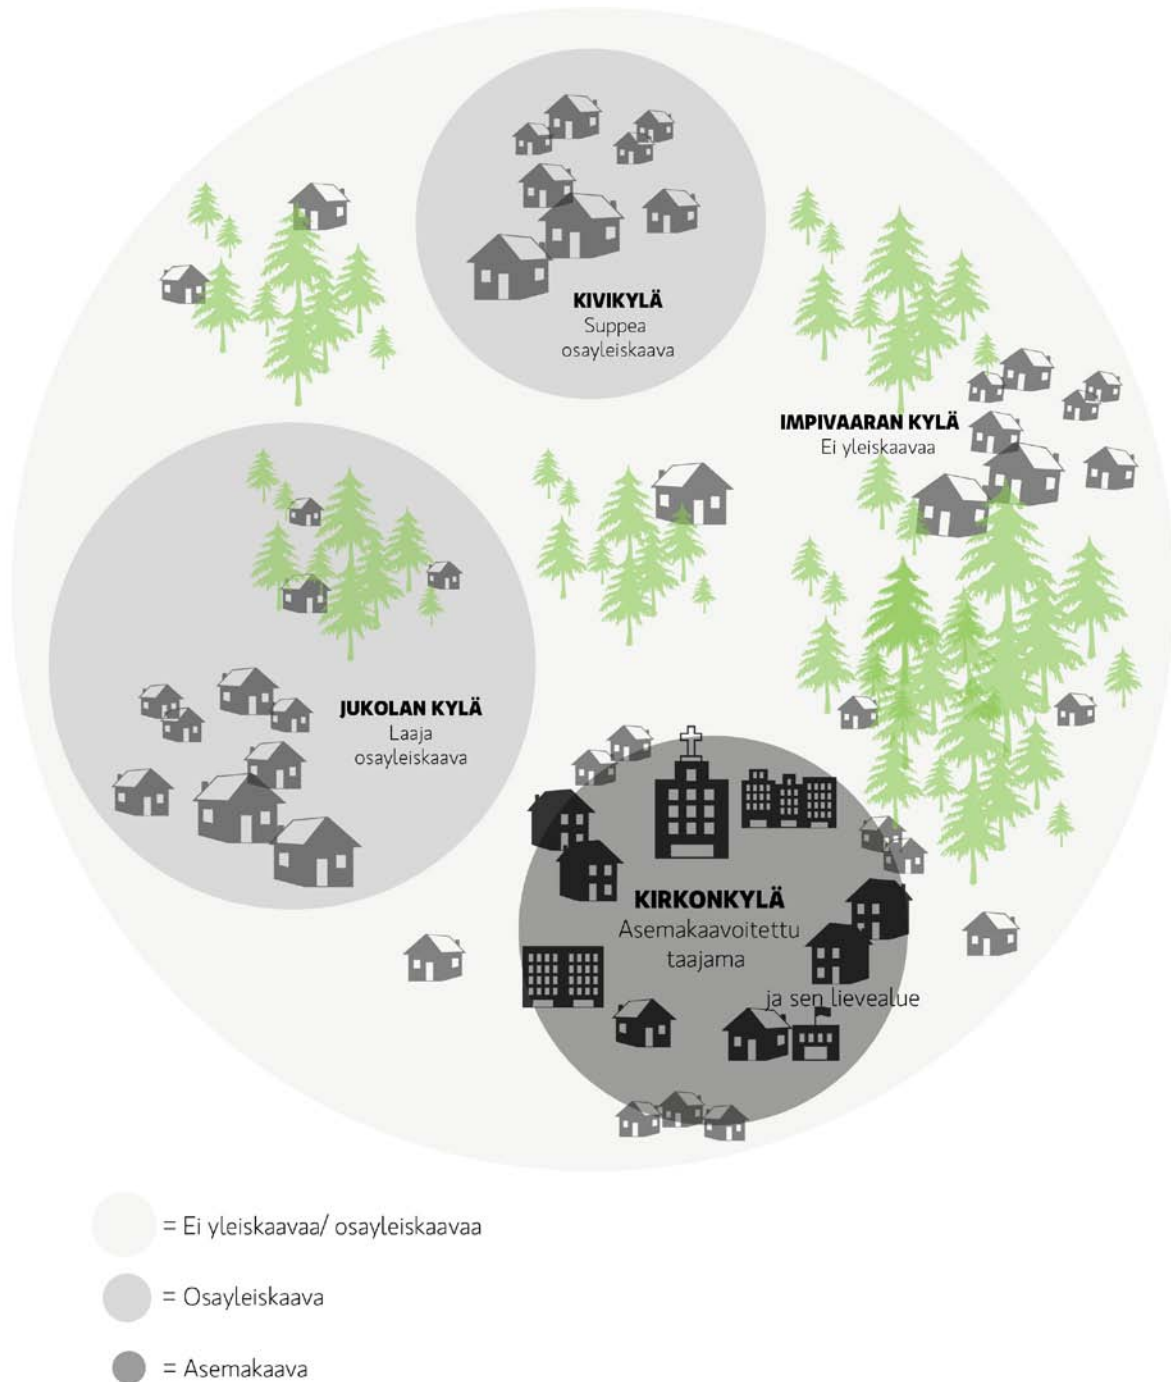 KIVIKYLÄ
Suppea
osayleiskaava
IMPIVAARAN KYLÄ
Ei yleiskaavaa
JUKOLAN KYLÄ
Laaja
osayleiskaava
KIRKONKYLÄ
Asemakaavoitettu
taajama
ja sen lievealue
= Ei yleiskaavaa/ osayleiskaavaa
= Osayleiskaava
= Asemakaava